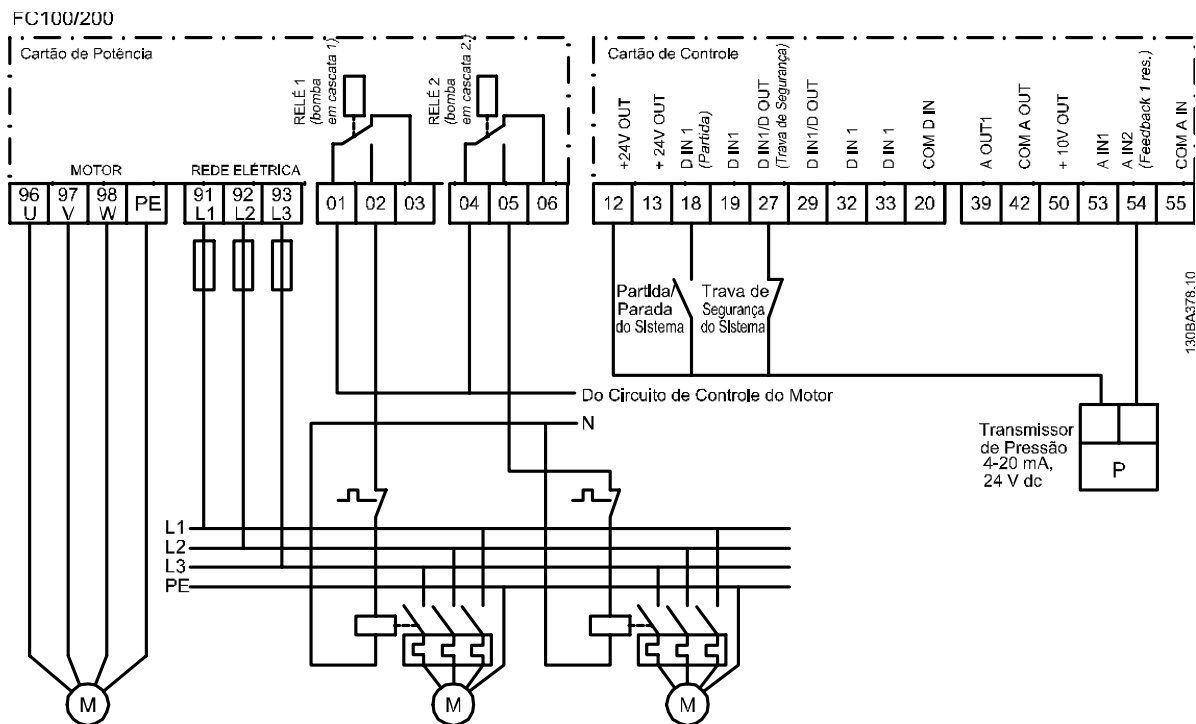 FC100/200
Cartão de Potência
RELÉ 1
(bomba
em cascata 1)
RELÉ 2
(bomba
em cascata 2.)
MOTOR
REDE ELÉTRICA
96
U
97
V
98
W
PE
91
L1
92
L2
93
L3
01
02
03
04
05
06
Cartão de Controle
+24V OUT
+ 24V OUT
D IN 1
(Partida)
D IN1
D IN1/D OUT
(Trava de Segurança)
D IN1/D OUT
D IN 1
D IN 1
COM D IN
A OUT1
COM A OUT
+ 10V OUT
A IN1
A IN2
(Feedback 1 res.)
COM A IN
12
13
18
19
27
29
32
33
20
39
42
50
53
54
55
Partida/
Parada
do Sistema
Trava de
Segurança
do Sistema
130BA378.10
Do Circuito de Controle do Motor
N
Transmissor
de Pressão
4-20 mA,
24 V dc
P
L1
L2
L3
PE
M
M
M